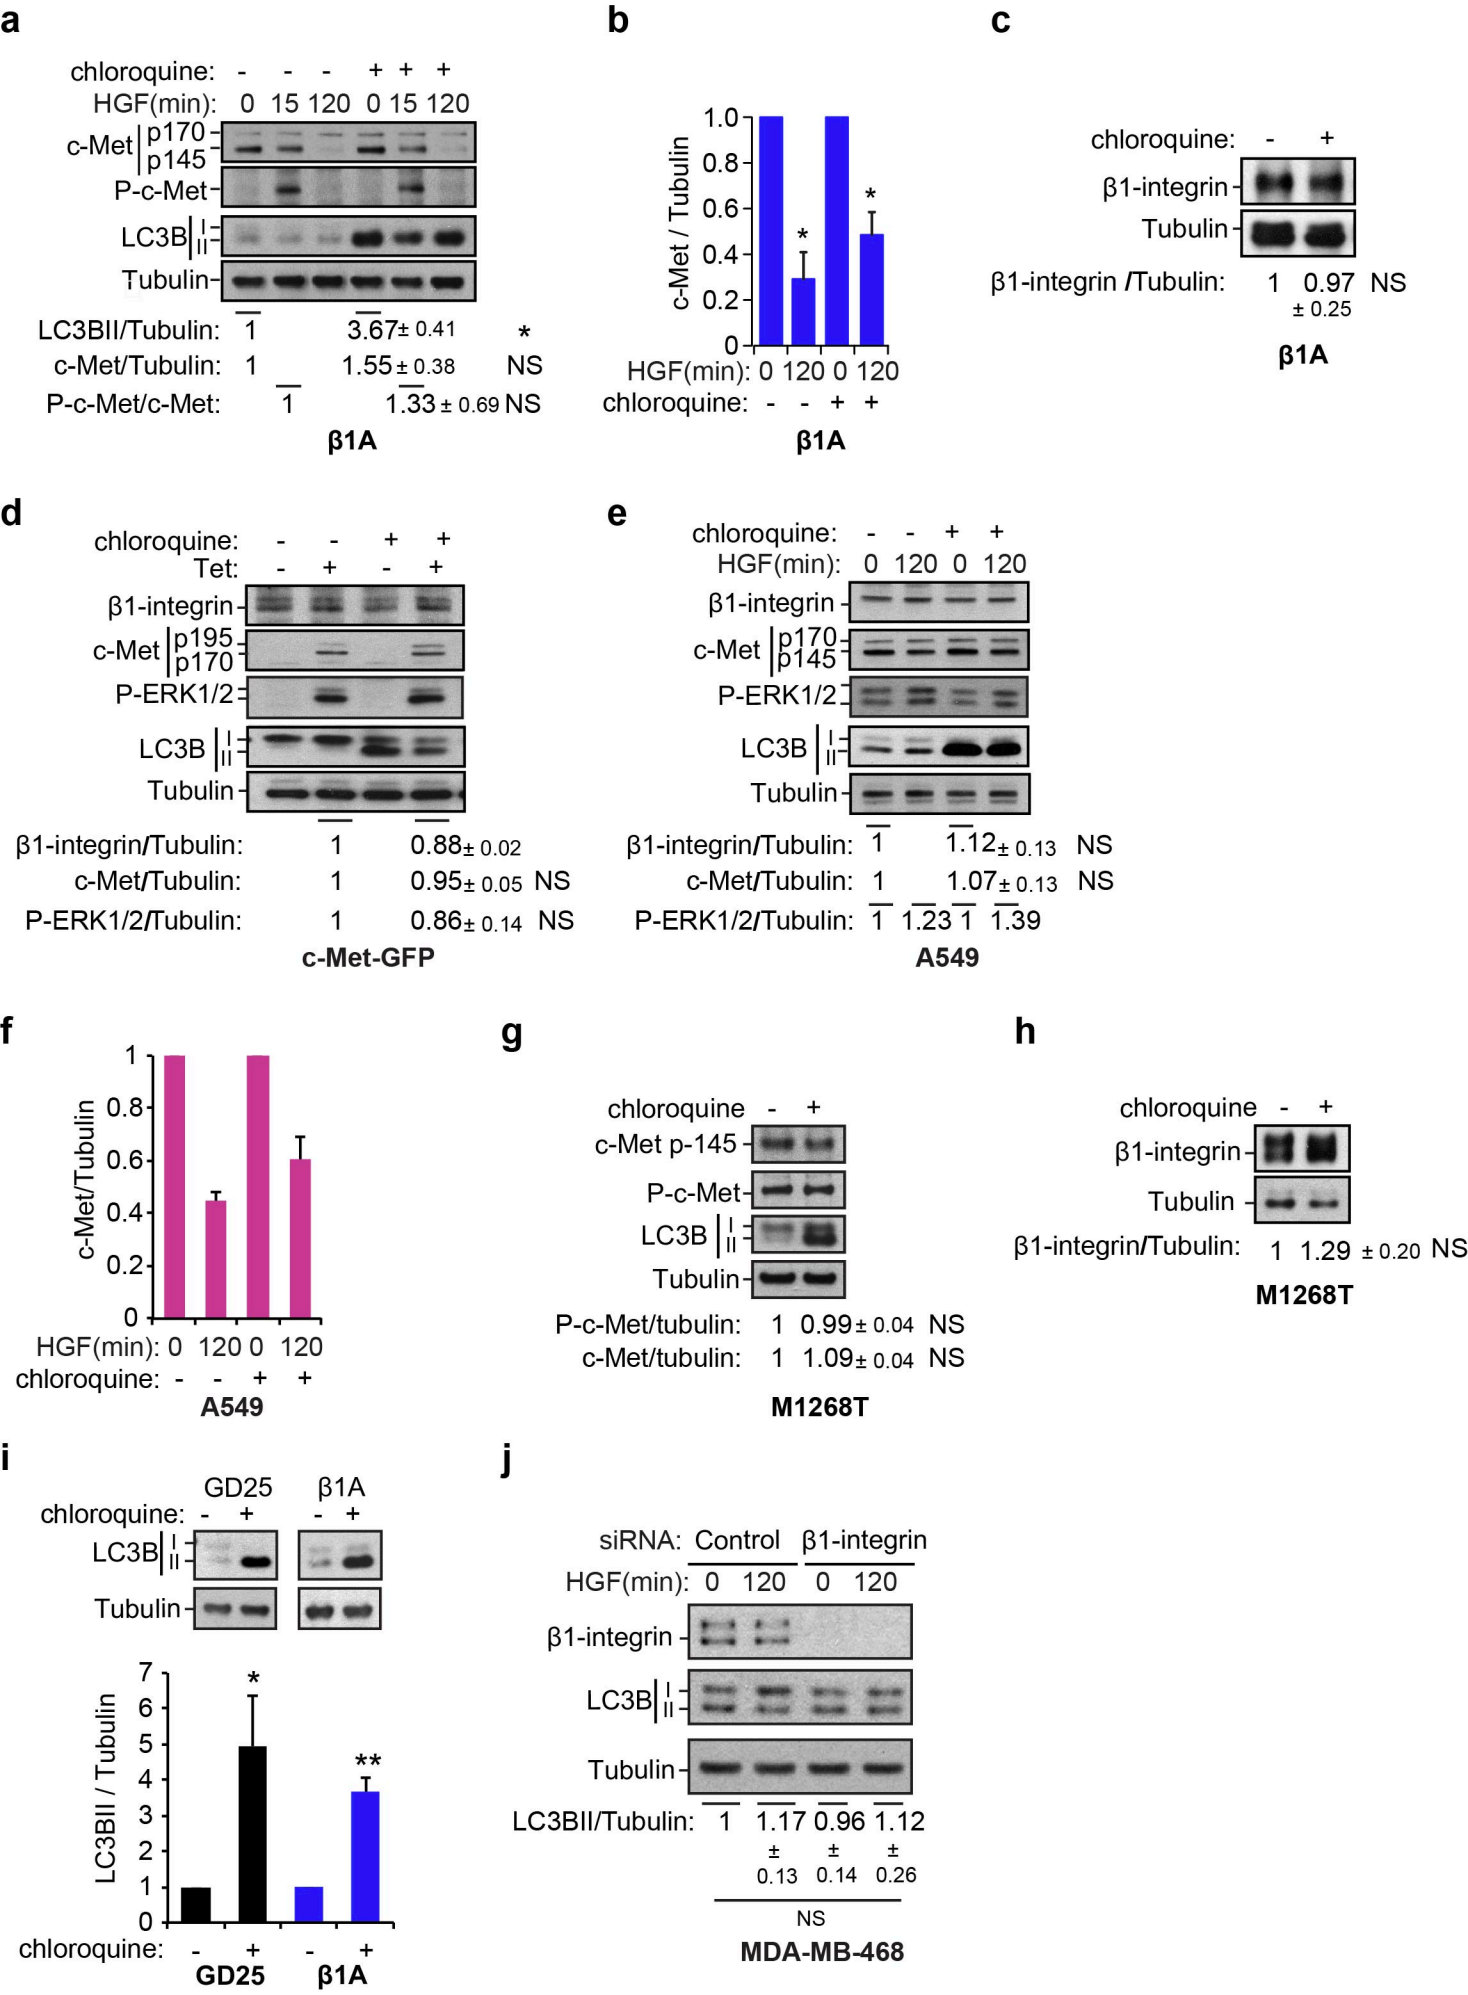 a
chloroquine: - - - + + +
HGF(min): 0 15 120 0 15 120
c-Met p170
p145
P-c-Met
LC3B I
II
Tubulin
LC3BII/Tubulin: 1 3.67± 0.41 *
c-Met/Tubulin: 1 1.55 ± 0.38 NS
P-c-Met/c-Met: 1 1.33 ± 0.69 NS
β1A
b
c-Met / Tubulin
1.0
0.8
0.6
0.4
0.2
0
* *
HGF(min): 0 120 0 120
chloroquine: - - + +
β1A
c
chloroquine: - +
β1-integrin
Tubulin
β1-integrin /Tubulin: 1 0.97 NS
± 0.25
β1A
d
chloroquine: - - + +
Tet: - + - +
β1-integrin
c-Met p195
p170
P-ERK1/2
LC3B I
II
Tubulin
β1-integrin/Tubulin: 1 0.88± 0.02
c-Met/Tubulin: 1 0.95± 0.05 NS
P-ERK1/2/Tubulin: 1 0.86± 0.14 NS
c-Met-GFP
e
chloroquine: - - + +
HGF(min): 0 120 0 120
β1-integrin
c-Met p170
p145
P-ERK1/2
LC3B I
II
Tubulin
β1-integrin/Tubulin: 1 1.12± 0.13 NS
c-Met/Tubulin: 1 1.07± 0.13 NS
P-ERK1/2/Tubulin: 1 1.23 1 1.39
A549
f
c-Met/Tubulin
1
0.8
0.6
0.4
0.2
0
HGF(min): 0 120 0 120
chloroquine: - - + +
A549
g
chloroquine - +
c-Met p-145
P-c-Met
LC3B I
II
Tubulin
P-c-Met/tubulin: 1 0.99± 0.04 NS
c-Met/tubulin: 1 1.09± 0.04 NS
M1268T
h
chloroquine - +
β1-integrin
Tubulin
β1-integrin/Tubulin: 1 1.29 ± 0.20 NS
M1268T
i
GD25 β1A
chloroquine: - + - +
LC3B I
II
Tubulin
LC3BII / Tubulin
7
6
5
4
3
2
1
0
* **
chloroquine: - + - +
GD25 β1A
j
siRNA: Control β1-integrin
HGF(min): 0 120 0 120
β1-integrin
LC3B I
II
Tubulin
LC3BII/Tubulin: 1 1.17 0.96 1.12
± ± ±
0.13 0.14 0.26
NS
MDA-MB-468